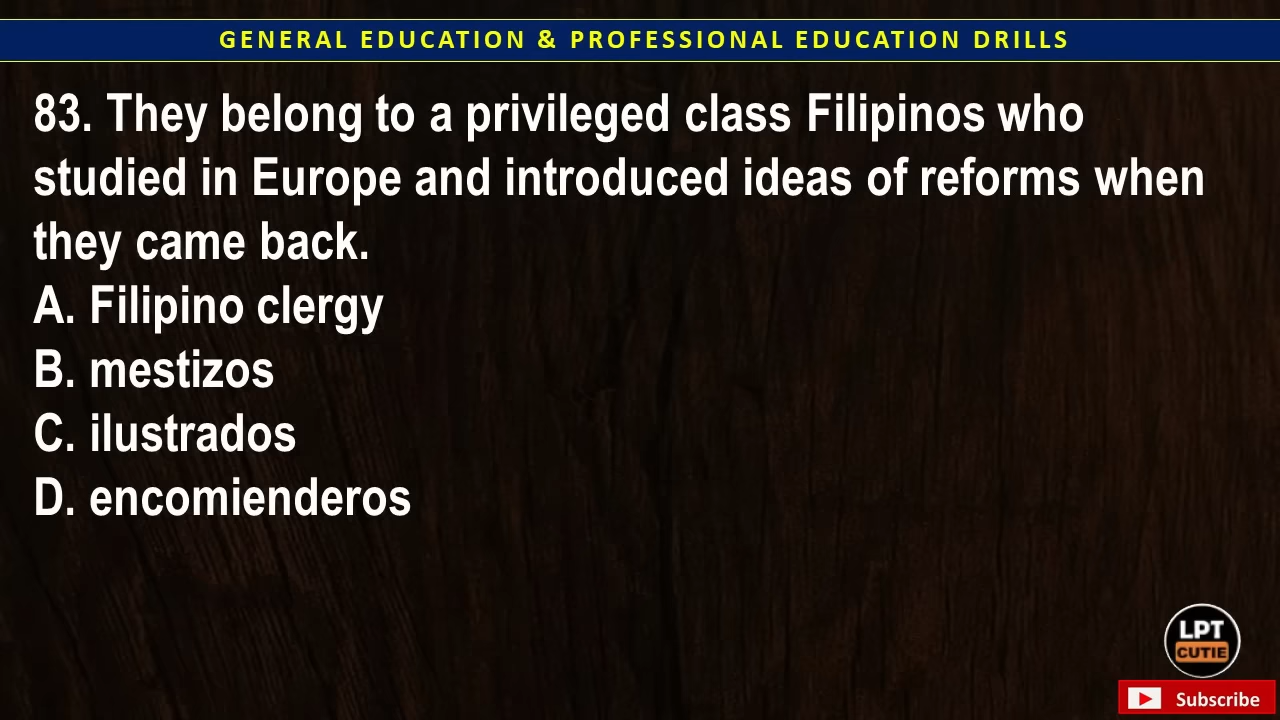 GENERAL EDUCATION & PROFESSIONAL EDUCATION DRILLS
83. They belong to a privileged class Filipinos who
studied in Europe and introduced ideas of reforms when
they came back.
A. Filipino clergy
B. mestizos
C. ilustrados
D. encomienderos
LPT
CUTIE
Subscribe